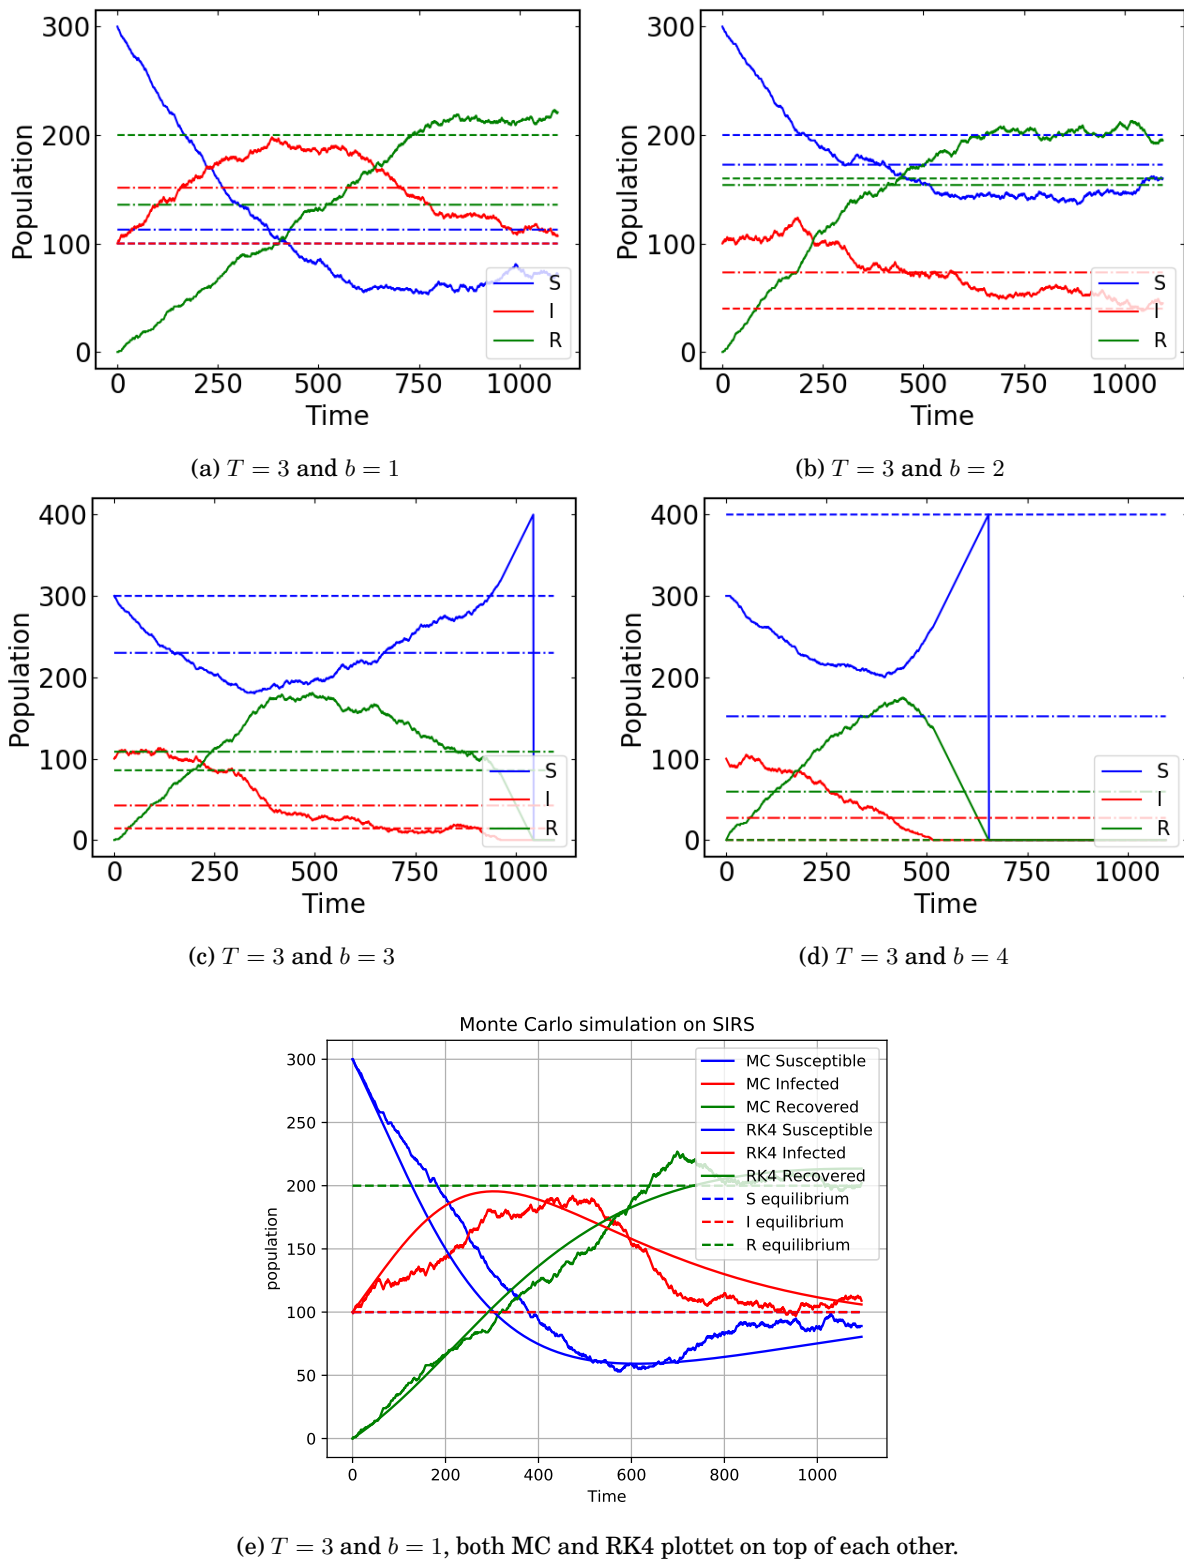 300
200
100
0
Population
0
250
500
750
1000
Time
S
I
R
(a) T = 3 and b = 1
300
200
100
0
Population
0
250
500
750
1000
Time
S
I
R
(b) T = 3 and b = 2
400
300
200
100
0
Population
0
250
500
750
1000
Time
S
I
R
(c) T = 3 and b = 3
400
300
200
100
0
Population
0
250
500
750
1000
Time
S
I
R
(d) T = 3 and b = 4
Monte Carlo simulation on SIRS
300
250
200
150
100
50
0
population
0
200
400
600
800
1000
Time
MC Susceptible
MC Infected
MC Recovered
RK4 Susceptible
RK4 Infected
RK4 Recovered
S equilibrium
I equilibrium
R equilibrium
(e) T = 3 and b = 1, both MC and RK4 plottet on top of each other.